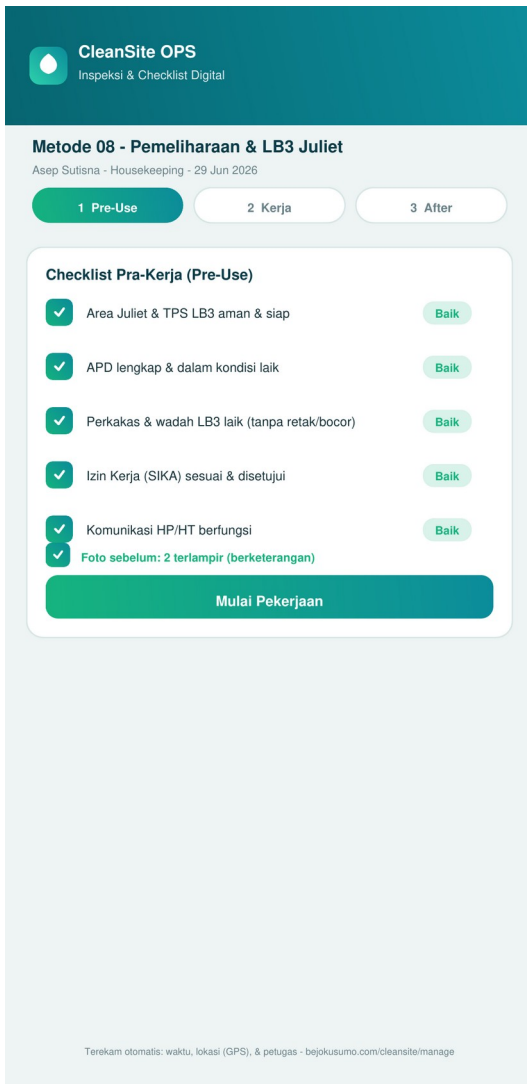 CleanSite OPS
Inspeksi & Checklist Digital
Metode 08 - Pemeliharaan & LB3 Juliet
Asep Sutisna - Housekeeping - 29 Jun 2026
1 Pre-Use 2 Kerja 3 After
Checklist Pra-Kerja (Pre-Use)
Area Juliet & TPS LB3 aman & siap Baik
APD lengkap & dalam kondisi laik Baik
Perkakas & wadah LB3 laik (tanpa retak/bocor) Baik
Izin Kerja (SIKA) sesuai & disetujui Baik
Komunikasi HP/HT berfungsi Baik
Foto sebelum: 2 terlampir (berketerangan)
Mulai Pekerjaan
Terekam otomatis: waktu, lokasi (GPS), & petugas - bejokusumo.com/cleansite/manage